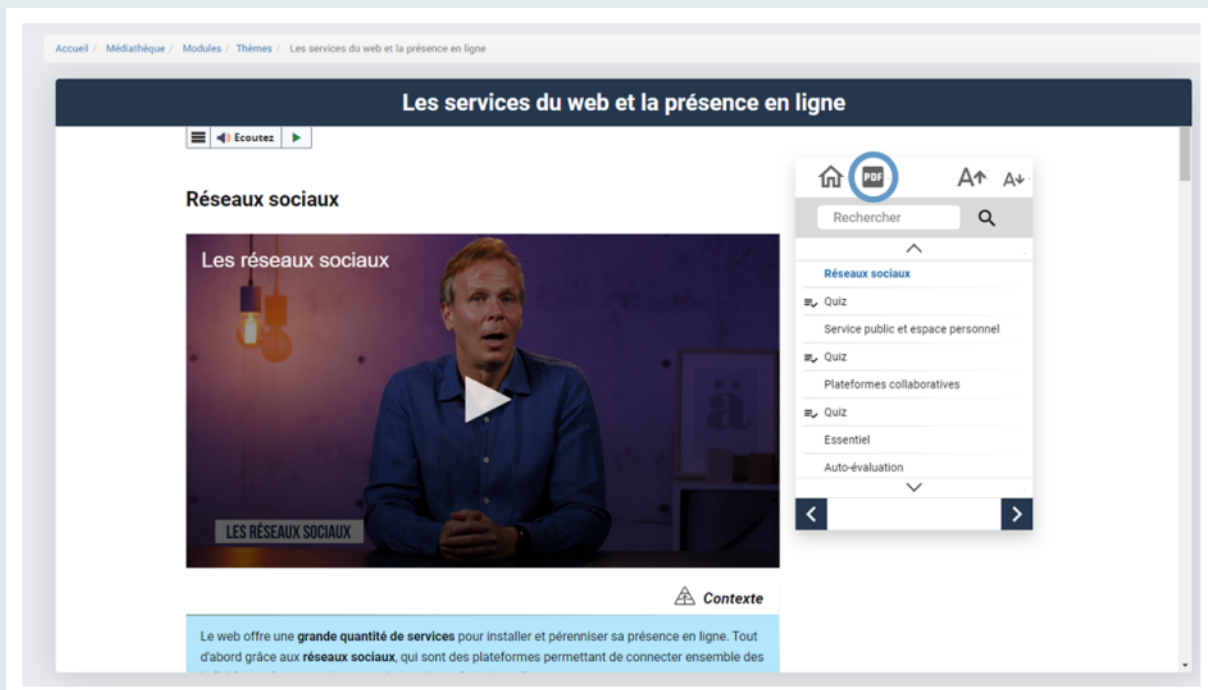 Accueil / Médiathèque / Modules / Thèmes / Les services du web et la présence en ligne
Les services du web et la présence en ligne
Ecoutez
Réseaux sociaux
Les réseaux sociaux
ä
LES RÉSEAUX SOCIAUX
Contexte
Le web offre une grande quantité de services pour installer et pérenniser sa présence en ligne. Tout
d'abord grâce aux réseaux sociaux, qui sont des plateformes permettant de connecter ensemble des
PDF
A A
Rechercher
Réseaux sociaux
Quiz
Service public et espace personnel
Quiz
Plateformes collaboratives
Quiz
Essentiel
Auto-évaluation